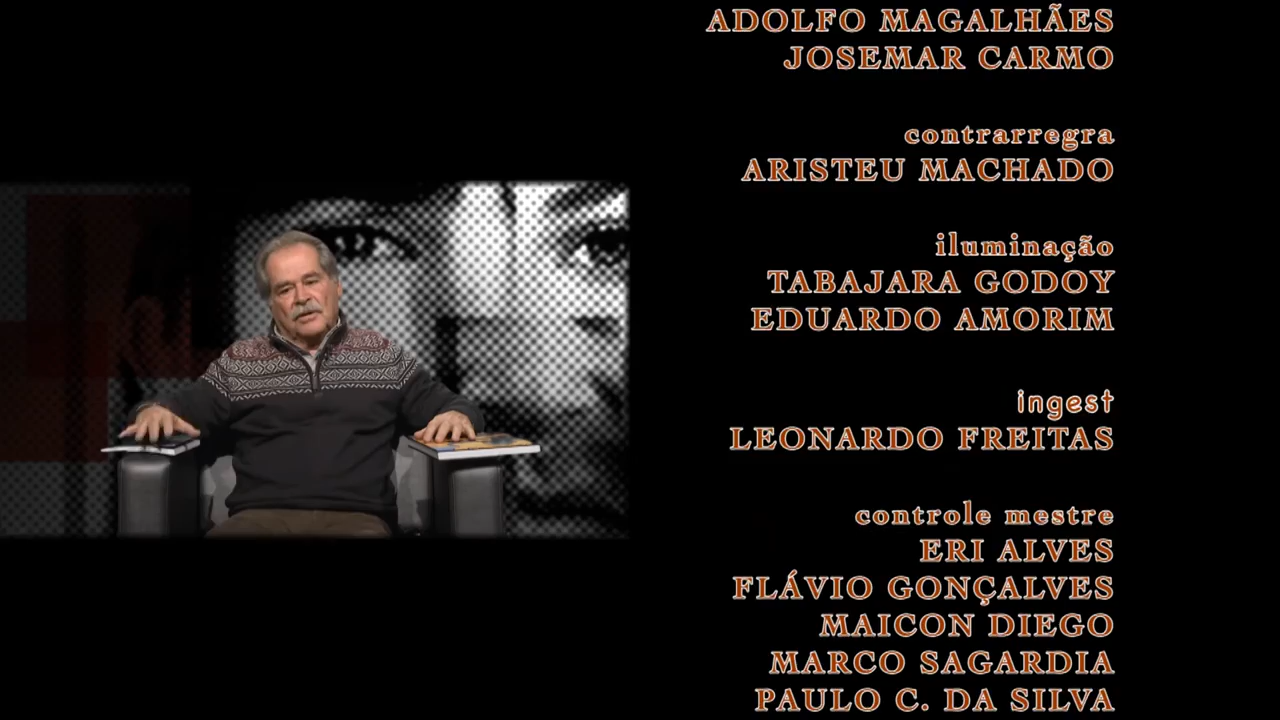 ADOLFO MAGALHÃES
JOSEMAR CARMO
contrarregra
ARISTEU MACHADO
iluminação
TABAJARA GODOY
EDUARDO AMORIM
ingest
LEONARDO FREITAS
controle mestre
ERI ALVES
FLÁVIO GONÇALVES
MAICON DIEGO
MARCO SAGARDIA
PAULO C. DA SILVA